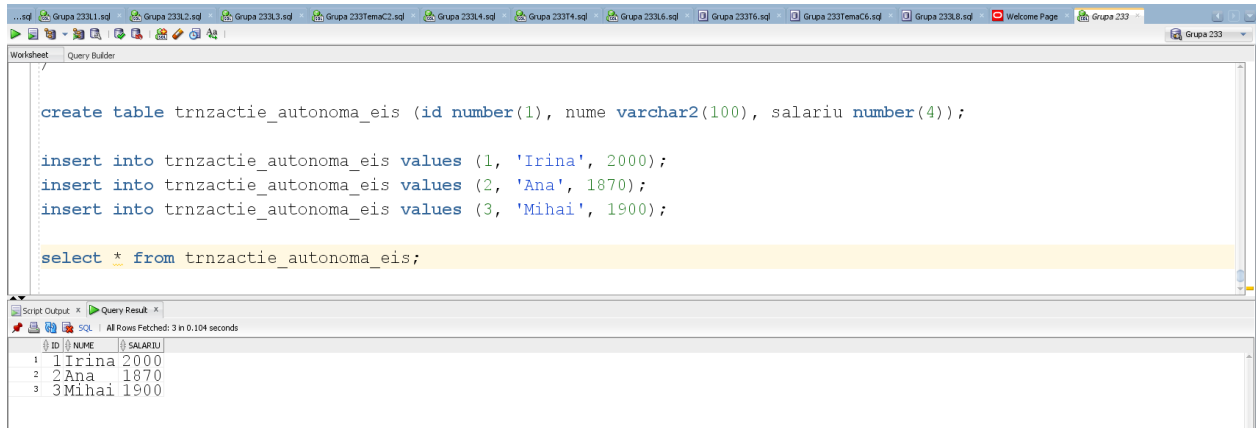 ...sql Grupa 233L1.sql Grupa 233L2.sql Grupa 233L3.sql Grupa 233TemaC2.sql Grupa 233L4.sql Grupa 233T4.sql Grupa 233L6.sql Grupa 233T6.sql Grupa 233TemaC6.sql Grupa 233L8.sql Welcome Page Grupa 233
Grupa 233
Worksheet Query Builder
/
create table trnzactie_autonoma_eis (id number(1), nume varchar2(100), salariu number(4));
insert into trnzactie_autonoma_eis values (1, 'Irina', 2000);
insert into trnzactie_autonoma_eis values (2, 'Ana', 1870);
insert into trnzactie_autonoma_eis values (3, 'Mihai', 1900);
select * from trnzactie_autonoma_eis;
Script Output x Query Result x
SQL | All Rows Fetched: 3 in 0.104 seconds
ID NUME SALARIU
1 1 Irina 2000
2 2 Ana 1870
3 3 Mihai 1900